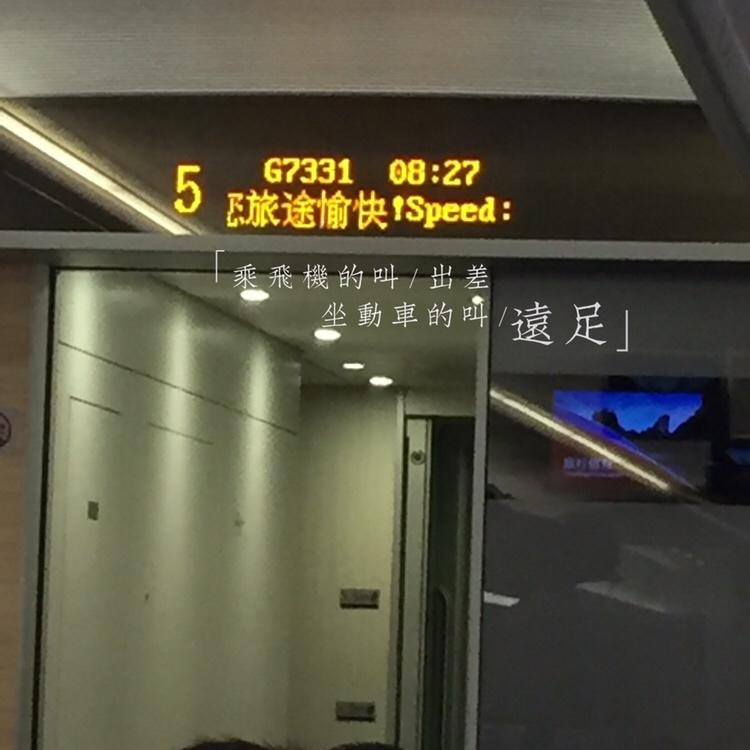 G7331 08:27
5
旅途愉快!Speed:
「乘飛機的叫/出差
坐動車的叫/遠足」